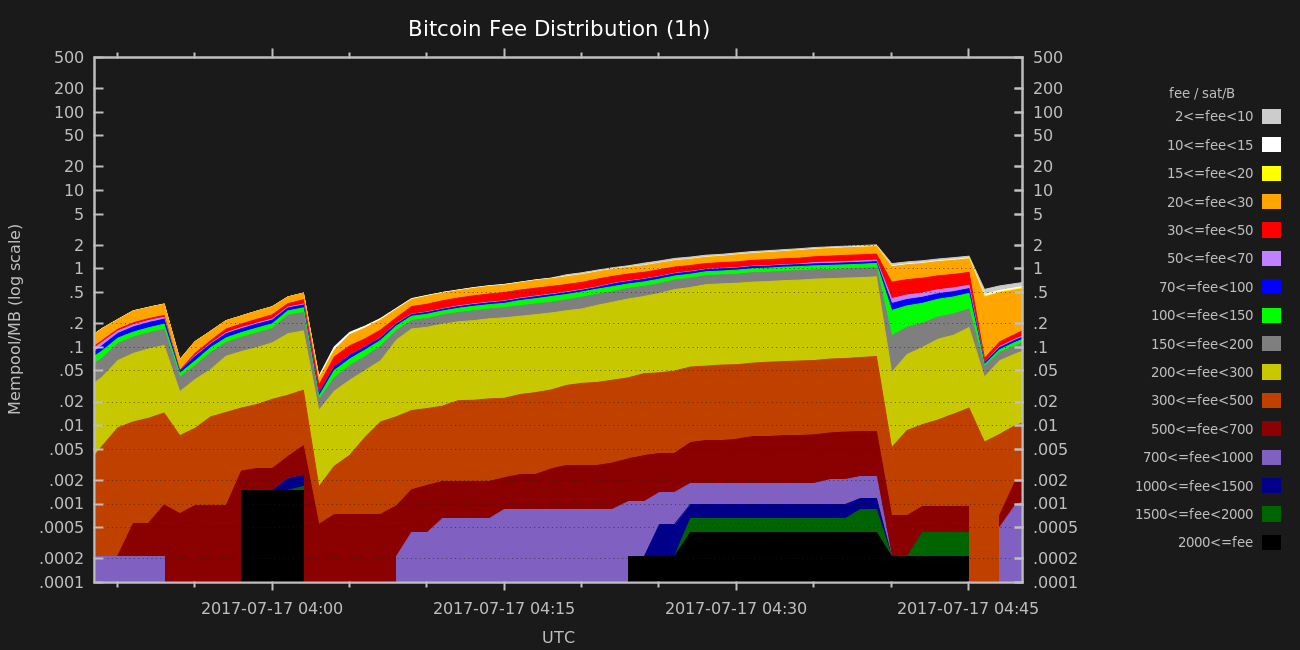 Bitcoin Fee Distribution (1h)
Mempool/MB (log scale)
500
200
100
50
20
10
5
2
1
.5
.2
.1
.05
.02
.01
.005
.002
.001
.0005
.0002
.0001
500
200
100
50
20
10
5
2
1
.5
.2
.1
.05
.02
.01
.005
.002
.001
.0005
.0002
.0001
2017-07-17 04:00
2017-07-17 04:15
2017-07-17 04:30
2017-07-17 04:45
UTC
fee / sat/B
2<=fee<10
10<=fee<15
15<=fee<20
20<=fee<30
30<=fee<50
50<=fee<70
70<=fee<100
100<=fee<150
150<=fee<200
200<=fee<300
300<=fee<500
500<=fee<700
700<=fee<1000
1000<=fee<1500
1500<=fee<2000
2000<=fee